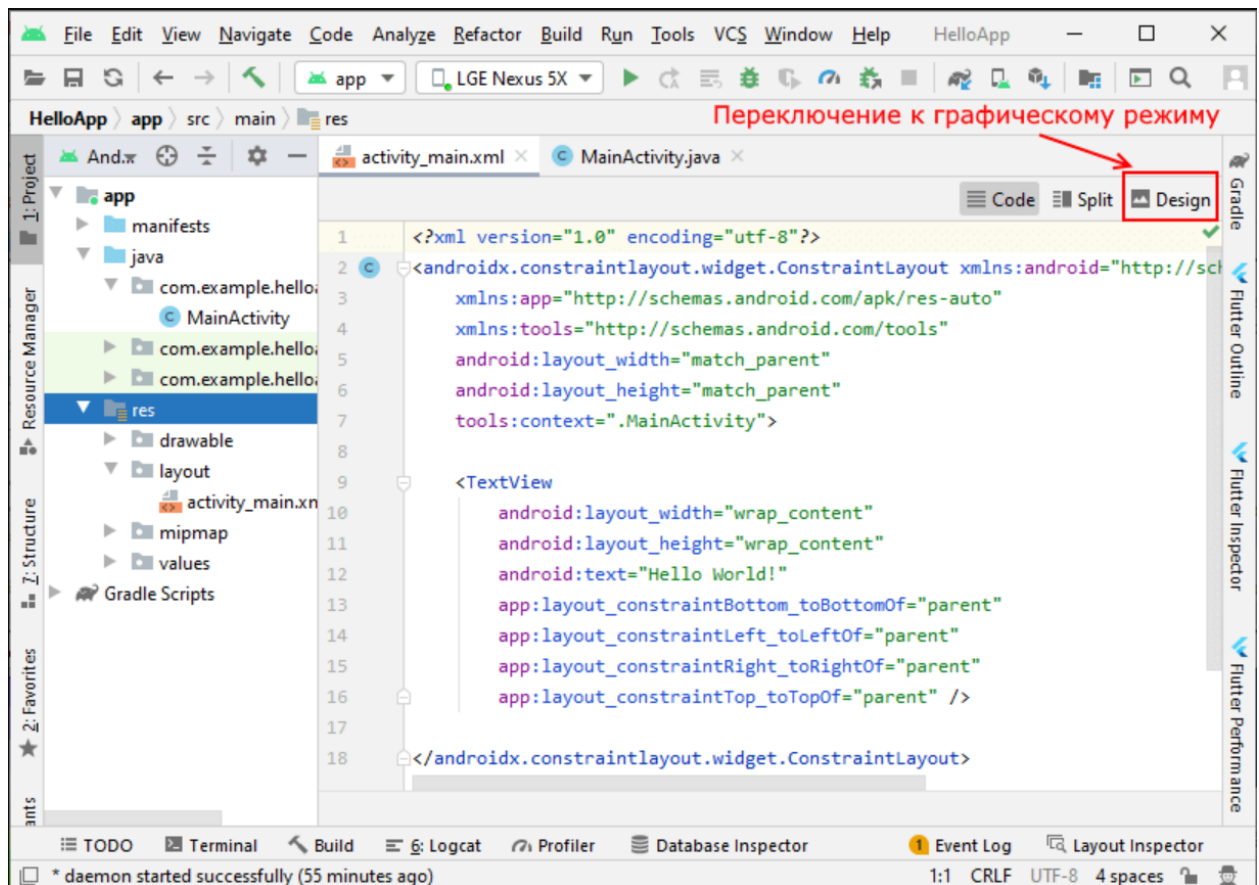 File Edit View Navigate Code Analyze Refactor Build Run Tools VCS Window Help HelloApp
app LGE Nexus 5X
HelloApp app src main res
Переключение к графическому режиму
1: Project
Resource Manager
7: Structure
2: Favorites
And.
app
manifests
java
com.example.hello
MainActivity
com.example.hello
com.example.hello
res
drawable
layout
activity_main.xm
mipmap
values
Gradle Scripts
activity_main.xml MainActivity.java
Code Split Design
1 <?xml version="1.0" encoding="utf-8"?>
2 <androidx.constraintlayout.widget.ConstraintLayout xmlns:android="http://sch
3 xmlns:app="http://schemas.android.com/apk/res-auto"
4 xmlns:tools="http://schemas.android.com/tools"
5 android:layout_width="match_parent"
6 android:layout_height="match_parent"
7 tools:context=".MainActivity">
8
9 <TextView
10 android:layout_width="wrap_content"
11 android:layout_height="wrap_content"
12 android:text="Hello World!"
13 app:layout_constraintBottom_toBottomOf="parent"
14 app:layout_constraintLeft_toLeftOf="parent"
15 app:layout_constraintRight_toRightOf="parent"
16 app:layout_constraintTop_toTopOf="parent" />
17
18 </androidx.constraintlayout.widget.ConstraintLayout>
Gradle
Flutter Outline
Flutter Inspector
Flutter Performance
TODO Terminal Build 6: Logcat Profiler Database Inspector 1 Event Log Layout Inspector
* daemon started successfully (55 minutes ago) 1:1 CRLF UTF-8 4 spaces